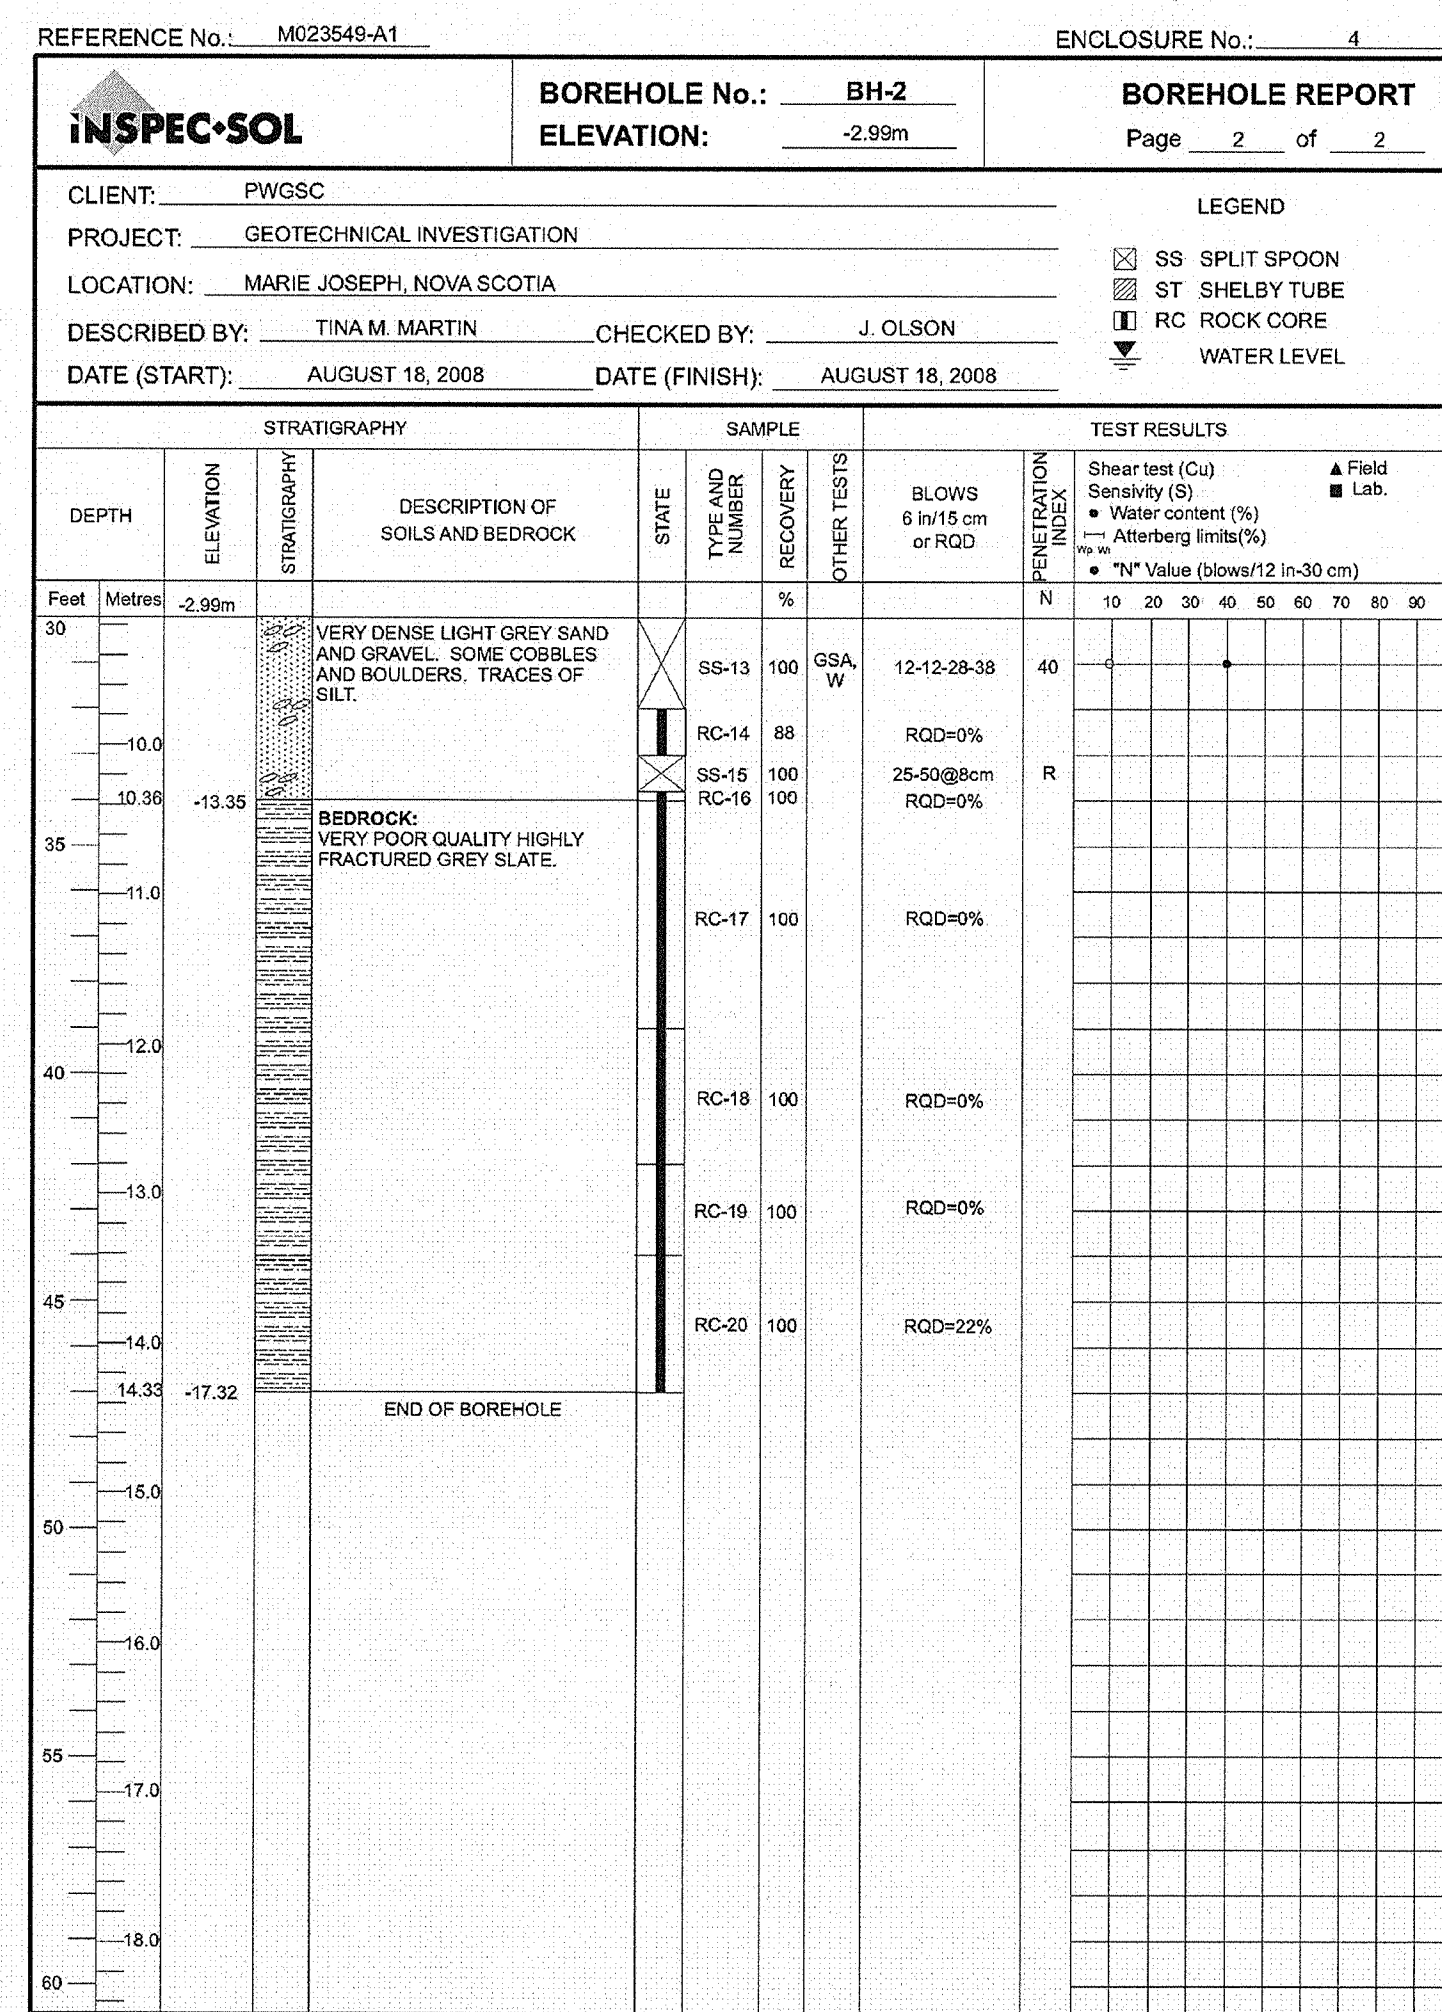 REFERENCE No.: M023549-A1 ENCLOSURE No.: 4
iNSPEC•SOL
BOREHOLE No.: BH-2
ELEVATION: -2.99m
BOREHOLE REPORT
Page 2 of 2
CLIENT: PWGSC
PROJECT: GEOTECHNICAL INVESTIGATION
LOCATION: MARIE JOSEPH, NOVA SCOTIA
DESCRIBED BY: TINA M. MARTIN CHECKED BY: J. OLSON
DATE (START): AUGUST 18, 2008 DATE (FINISH): AUGUST 18, 2008
LEGEND
SS SPLIT SPOON
ST SHELBY TUBE
RC ROCK CORE
WATER LEVEL
STRATIGRAPHY SAMPLE TEST RESULTS
DEPTH
ELEVATION
STRATIGRAPHY
DESCRIPTION OF
SOILS AND BEDROCK
STATE
TYPE AND
NUMBER
RECOVERY
OTHER TESTS
BLOWS
6 in/15 cm
or RQD
PENETRATION
INDEX
Shear test (Cu) ▲ Field
Sensivity (S) ■ Lab.
● Water content (%)
Atterberg limits(%)
Wp Wl
● "N" Value (blows/12 in-30 cm)
Feet Metres -2.99m % N 10 20 30 40 50 60 70 80 90
30
VERY DENSE LIGHT GREY SAND
AND GRAVEL. SOME COBBLES
AND BOULDERS. TRACES OF
SILT.
SS-13 100 GSA, W 12-12-28-38 40
10.0 RC-14 88 RQD=0%
SS-15 100 25-50@8cm R
10.36 -13.35 RC-16 100 RQD=0%
BEDROCK:
VERY POOR QUALITY HIGHLY
FRACTURED GREY SLATE.
35
11.0
RC-17 100 RQD=0%
12.0
40
RC-18 100 RQD=0%
13.0
RC-19 100 RQD=0%
45
RC-20 100 RQD=22%
14.0
14.33 -17.32
END OF BOREHOLE
15.0
50
16.0
55
17.0
18.0
60